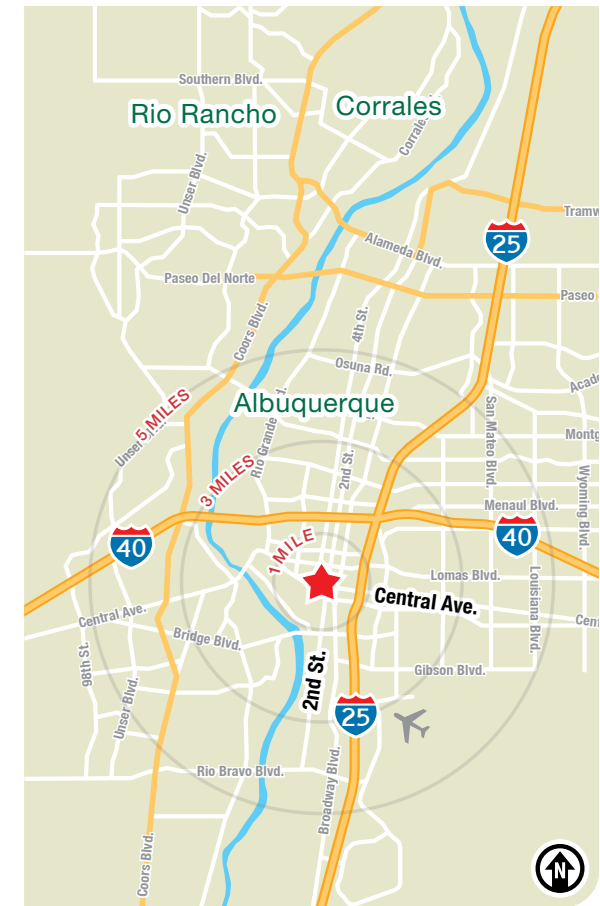 Southern Blvd.
Rio Rancho
Corrales
Corrales
Unser Blvd.
Tramw
25
Alameda Blvd.
Paseo Del Norte
Paseo
Coors Blvd.
4th St.
Osuna Rd.
Acade
5 MILES
Albuquerque
San Mateo Blvd.
Montg
Unser
Rio Grande
3 MILES
2nd St.
Wyoming Blvd.
Menaul Blvd.
40
1 MILE
40
Lomas Blvd.
Central Ave.
Louisiana Blvd.
Central Ave.
Cen
Bridge Blvd.
98th St.
2nd St.
Gibson Blvd.
Unser Blvd.
25
Rio Bravo Blvd.
Broadway Blvd.
Coors Blvd.
N